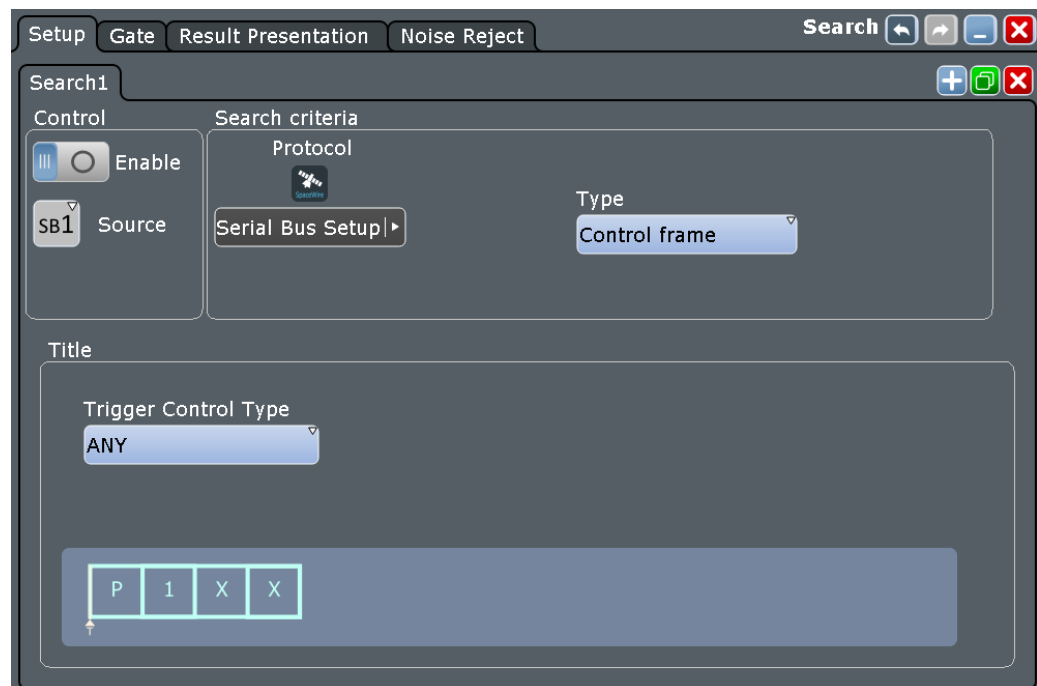 Setup Gate Result Presentation Noise Reject Search
Search1
Control Search criteria
Protocol
Enable
SpaceWire
Type
SB1 Source Serial Bus Setup Control frame
Title
Trigger Control Type
ANY
P 1 X X